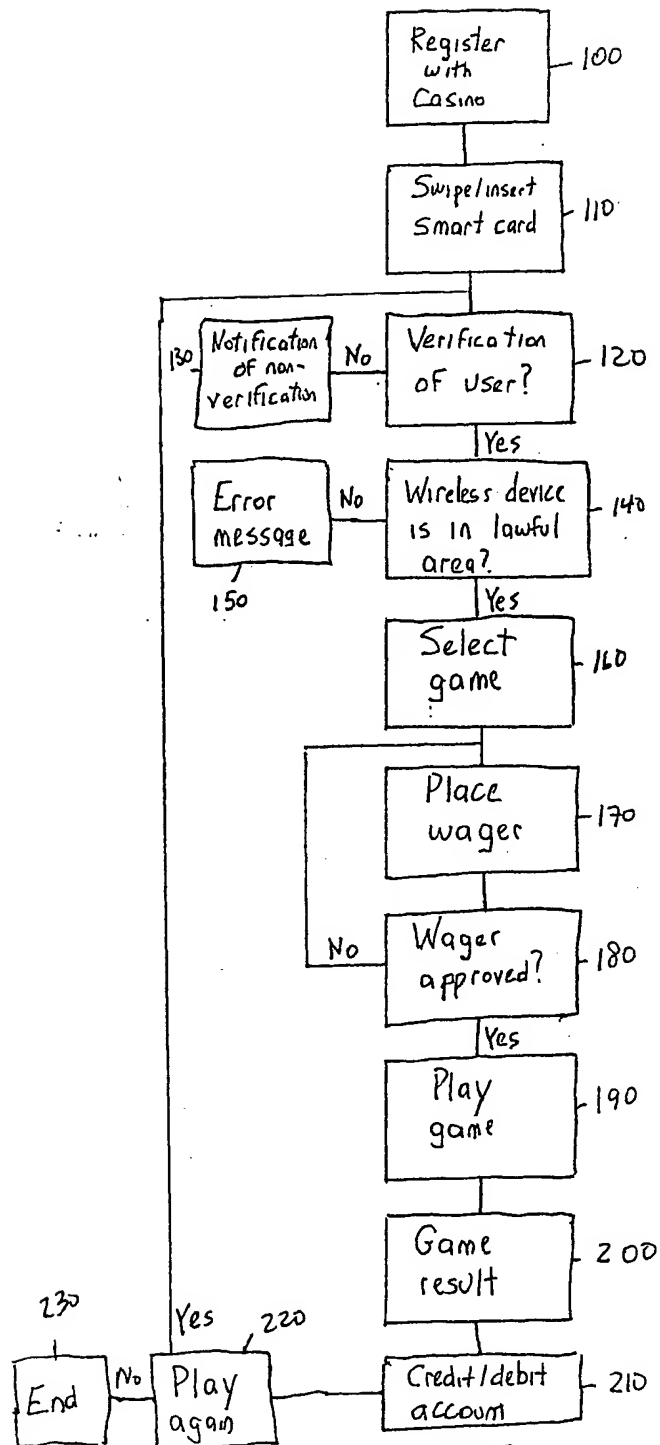 Register
with
Casino
100
Swipe/insert
Smart card
110
Notification
of non-
verification
130
No
Verification
of user?
120
Yes
Error
message
150
No
Wireless device
is in lawful
area?
140
Yes
Select
game
160
Place
wager
170
No
Wager
approved?
180
Yes
Play
game
190
Game
result
200
230
End
No
Yes
220
Play
again
Credit/debit
account
210